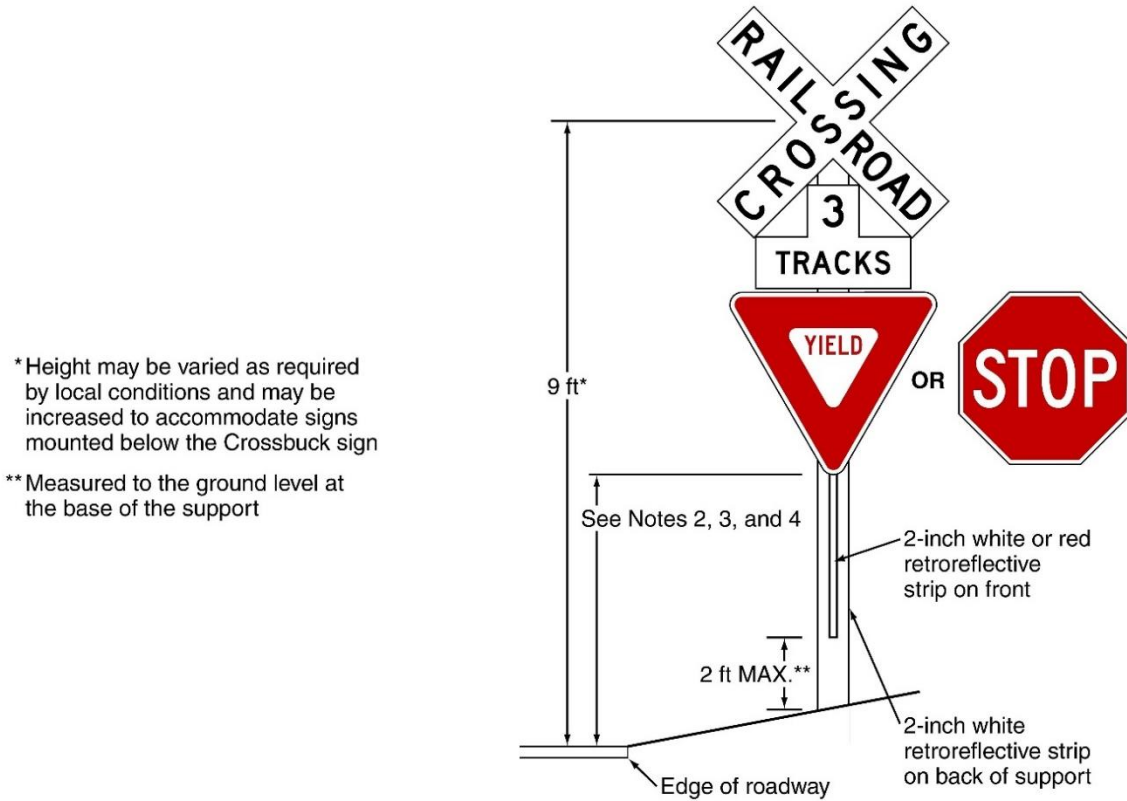 RAILROAD
CROSSING
3
TRACKS
YIELD
9 ft*
OR
STOP
* Height may be varied as required
by local conditions and may be
increased to accommodate signs
mounted below the Crossbuck sign
** Measured to the ground level at
the base of the support
See Notes 2, 3, and 4
2-inch white or red
retroreflective
strip on front
2 ft MAX.**
2-inch white
retroreflective strip
on back of support
Edge of roadway